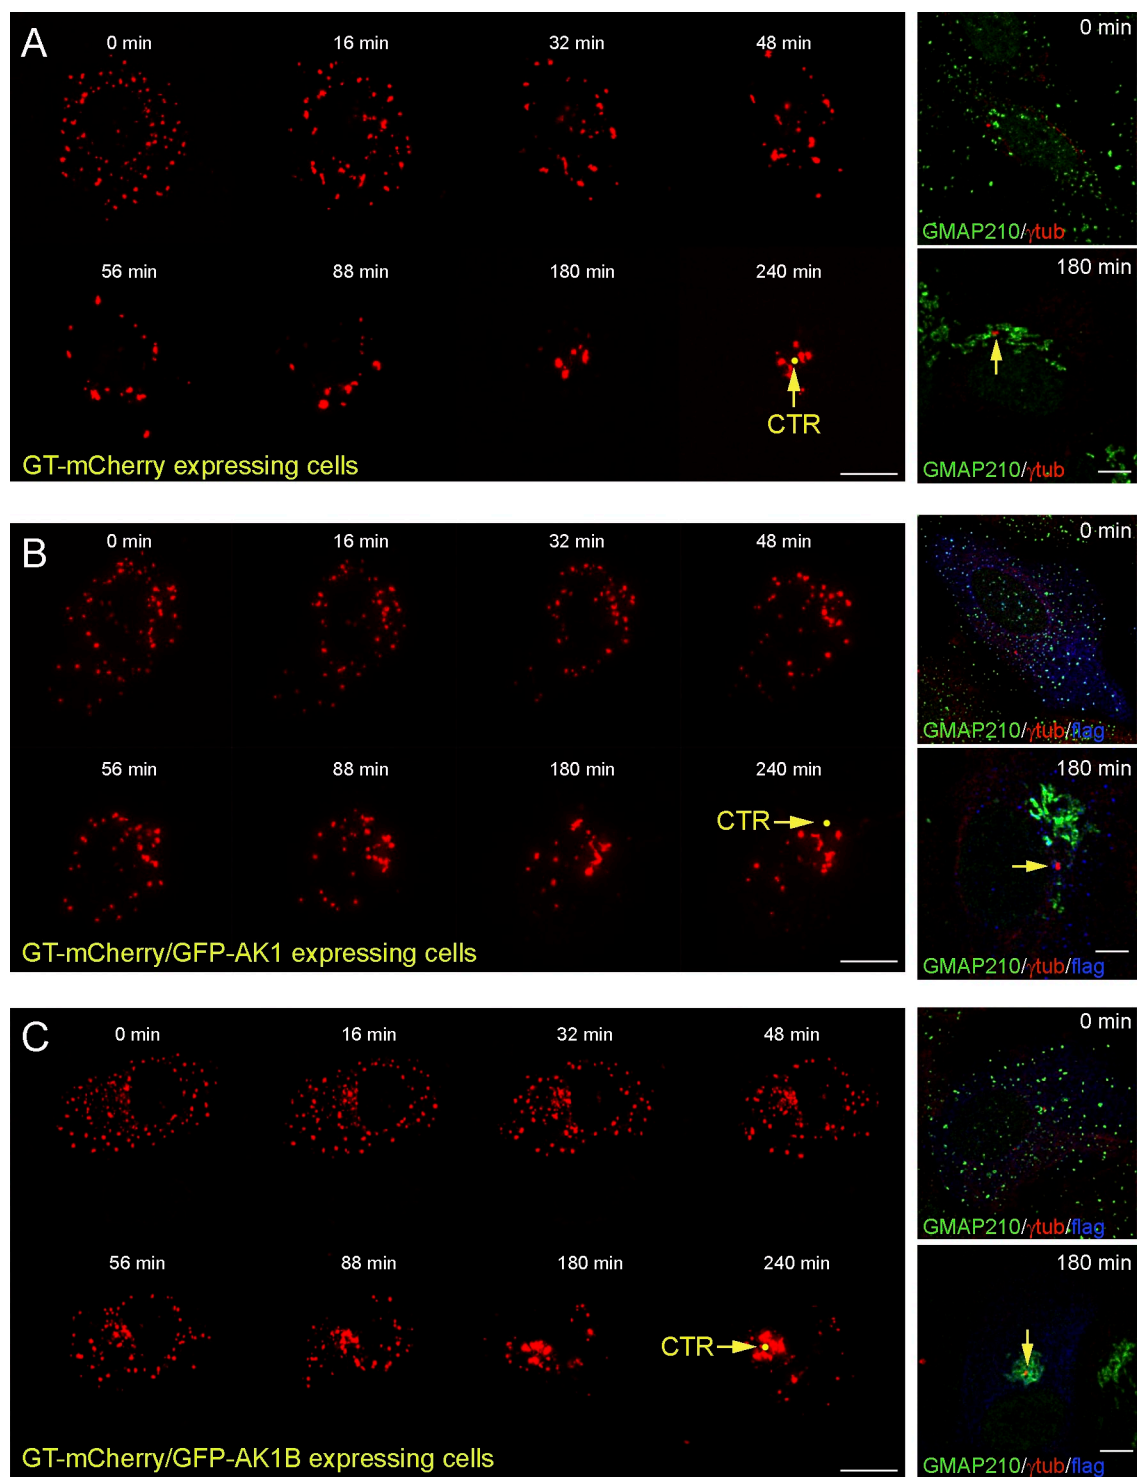 A
0 min
16 min
32 min
48 min
56 min
88 min
180 min
240 min
CTR
GT-mCherry expressing cells
0 min
GMAP210/γtub
180 min
GMAP210/γtub
B
0 min
16 min
32 min
48 min
56 min
88 min
180 min
240 min
CTR
GT-mCherry/GFP-AK1 expressing cells
0 min
GMAP210/γtub/flag
180 min
GMAP210/γtub/flag
C
0 min
16 min
32 min
48 min
56 min
88 min
180 min
240 min
CTR
GT-mCherry/GFP-AK1B expressing cells
0 min
GMAP210/γtub/flag
180 min
GMAP210/γtub/flag